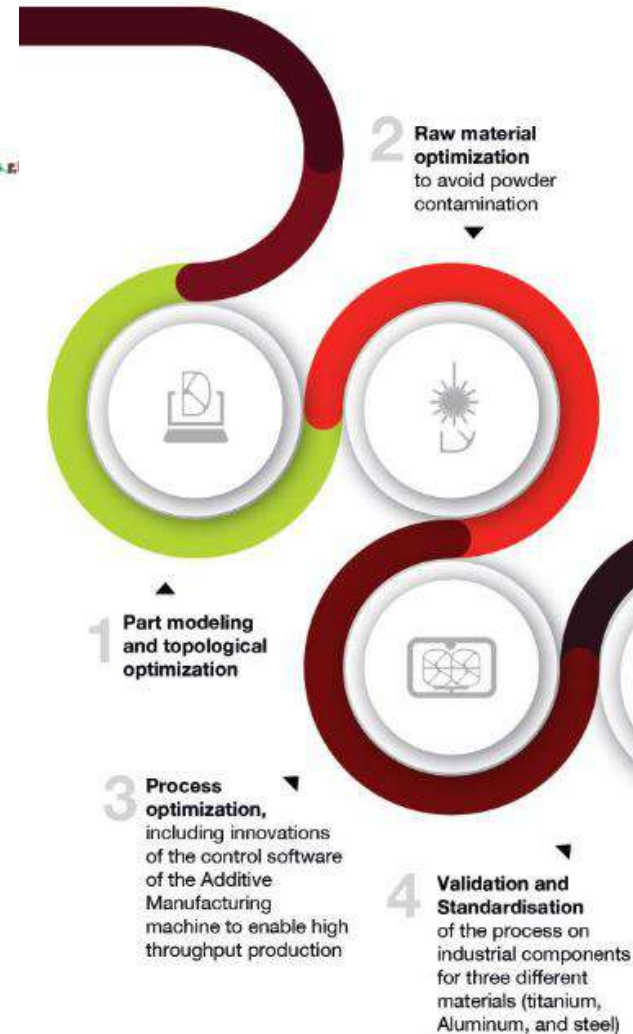 2
Raw material
optimization
to avoid powder
contamination
1
Part modeling
and topological
optimization
3
Process
optimization,
including innovations
of the control software
of the Additive
Manufacturing
machine to enable high
throughput production
4
Validation and
Standardisation
of the process on
industrial components
for three different
materials (titanium,
Aluminum, and steel)